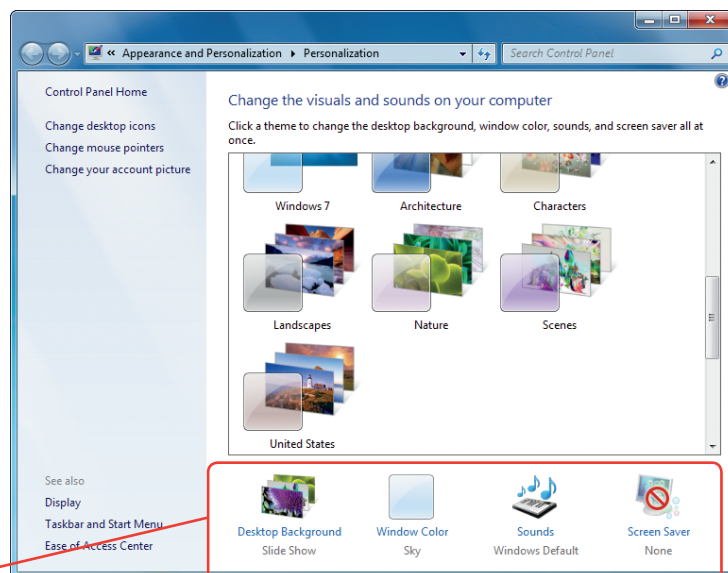 « Appearance and Personalization ▸ Personalization
Search Control Panel
Control Panel Home
Change desktop icons
Change mouse pointers
Change your account picture
Change the visuals and sounds on your computer
Click a theme to change the desktop background, window color, sounds, and screen saver all at
once.
Windows 7 Architecture Characters
Landscapes Nature Scenes
United States
See also
Display
Taskbar and Start Menu
Ease of Access Center
Desktop Background Window Color Sounds Screen Saver
Slide Show Sky Windows Default None